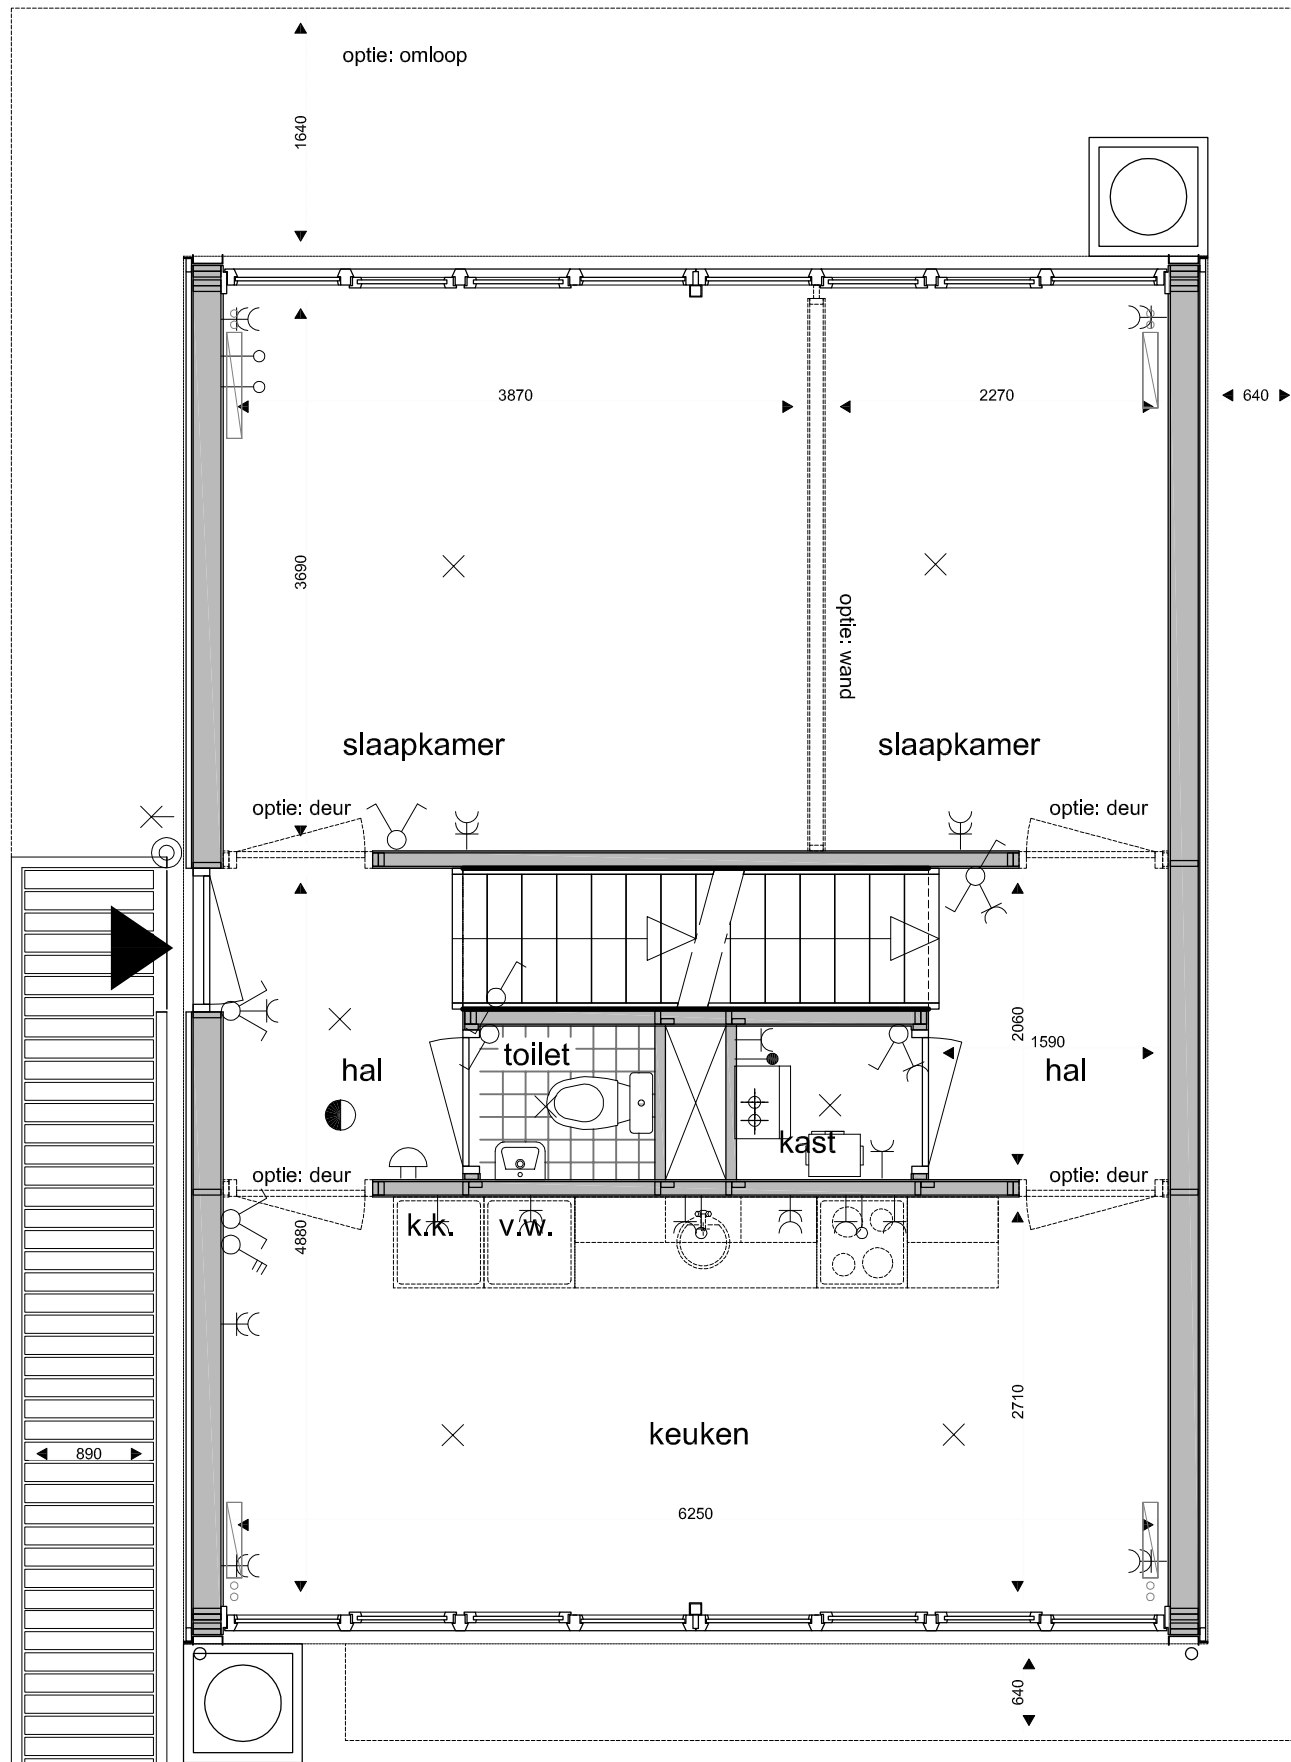 optie: omloop
1640
3870
2270
640
3690
optie: wand
slaapkamer
slaapkamer
optie: deur
optie: deur
2060
1590
toilet
hal
hal
kast
optie: deur
optie: deur
4880
k.k.
v.w.
2710
keuken
890
6250
640